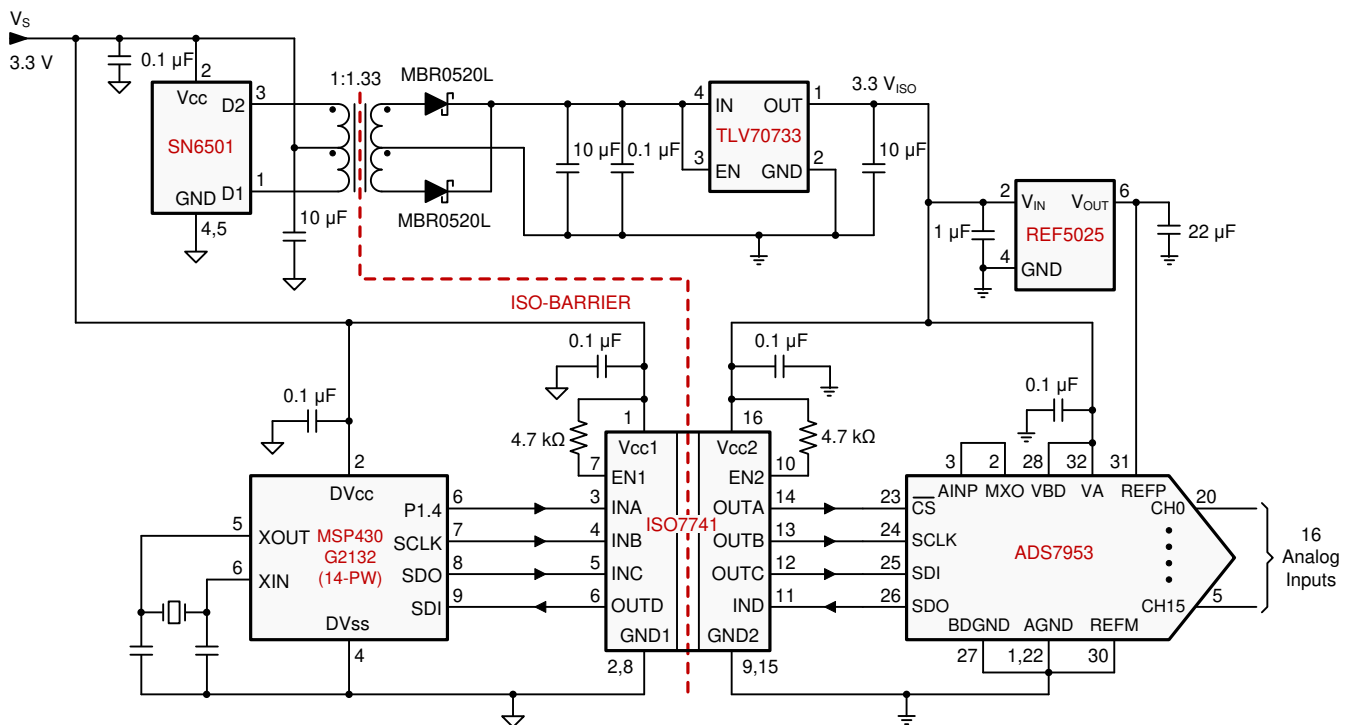 VS
3.3 V
0.1 µF
2
Vcc
D2
3
SN6501
D1
1
GND
4,5
10 µF
1:1.33
MBR0520L
MBR0520L
10 µF
0.1 µF
4
IN
OUT
1
TLV70733
3
EN
GND
2
10 µF
3.3 VISO
2
VIN
VOUT
6
1 µF
REF5025
4
GND
22 µF
ISO-BARRIER
0.1 µF
0.1 µF
0.1 µF
0.1 µF
4.7 kΩ
4.7 kΩ
2
DVcc
5
XOUT
6
XIN
MSP430
G2132
(14-PW)
P1.4
6
SCLK
7
SDO
8
SDI
9
DVss
4
1
Vcc1
7
EN1
3
INA
4
INB
5
INC
6
OUTD
GND1
2,8
ISO7741
16
Vcc2
EN2
10
OUTA
14
OUTB
13
OUTC
12
IND
11
GND2
9,15
3
2
28
32
31
AINP
MXO
VBD
VA
REFP
23
CS
24
SCLK
25
SDI
26
SDO
ADS7953
CH0
20
CH15
5
BDGND
AGND
REFM
27
1,22
30
16
Analog
Inputs